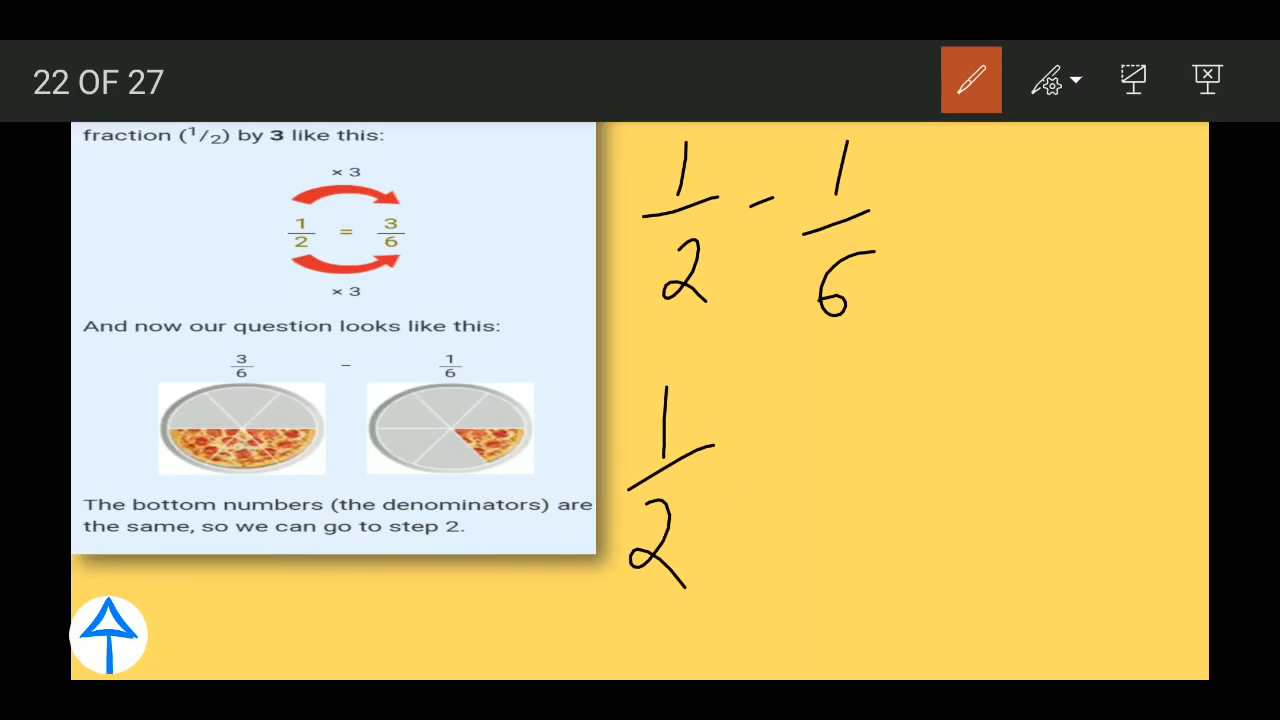 22 OF 27
fraction (1/2) by 3 like this:
× 3
1/2 = 3/6
× 3
And now our question looks like this:
3/6 − 1/6
The bottom numbers (the denominators) are
the same, so we can go to step 2.
1/2 - 1/6
1/2